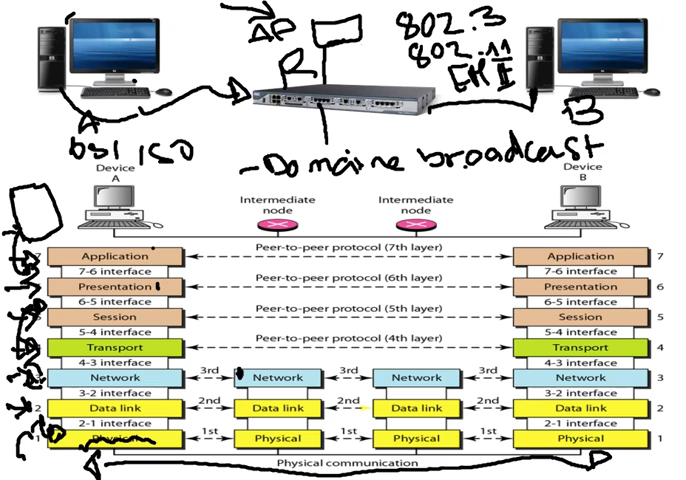 AP
802.3
802.11
Eth II
R
A
B
osi iso
- Domaine broadcast
Device A
Device B
Intermediate node
Intermediate node
Application
Peer-to-peer protocol (7th layer)
Application 7
7-6 interface
7-6 interface
Presentation
Peer-to-peer protocol (6th layer)
Presentation 6
6-5 interface
6-5 interface
Session
Peer-to-peer protocol (5th layer)
Session 5
5-4 interface
5-4 interface
Transport
Peer-to-peer protocol (4th layer)
Transport 4
4-3 interface
4-3 interface
Network 3rd Network 3rd Network 3rd Network 3
3-2 interface
3-2 interface
2 Data link 2nd Data link 2nd Data link 2nd Data link 2
2-1 interface
2-1 interface
1 Physical 1st Physical 1st Physical 1st Physical 1
Physical communication